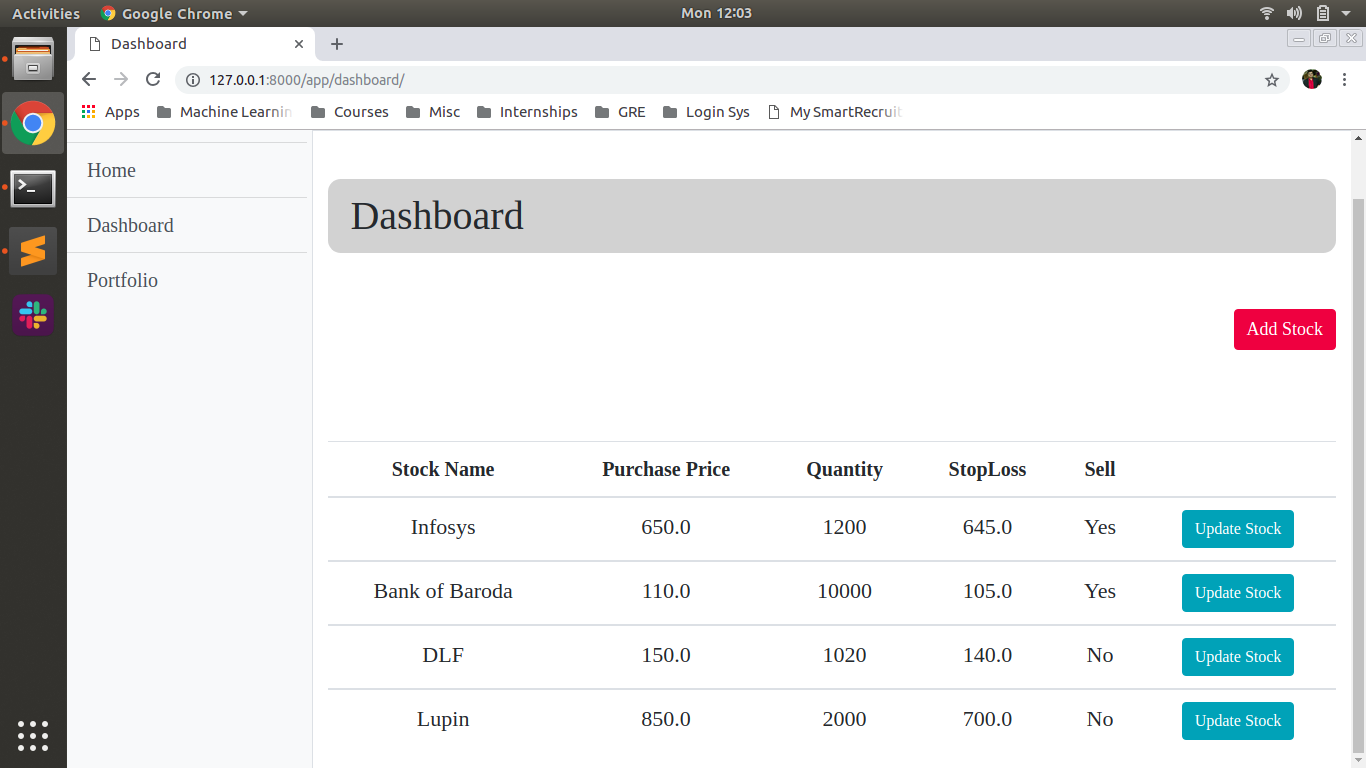 Activities Google Chrome Mon 12:03
Dashboard
127.0.0.1:8000/app/dashboard/
Apps Machine Learnin Courses Misc Internships GRE Login Sys My SmartRecruit
Home
Dashboard
Portfolio
Dashboard
Add Stock
Stock Name Purchase Price Quantity StopLoss Sell
Infosys 650.0 1200 645.0 Yes Update Stock
Bank of Baroda 110.0 10000 105.0 Yes Update Stock
DLF 150.0 1020 140.0 No Update Stock
Lupin 850.0 2000 700.0 No Update Stock